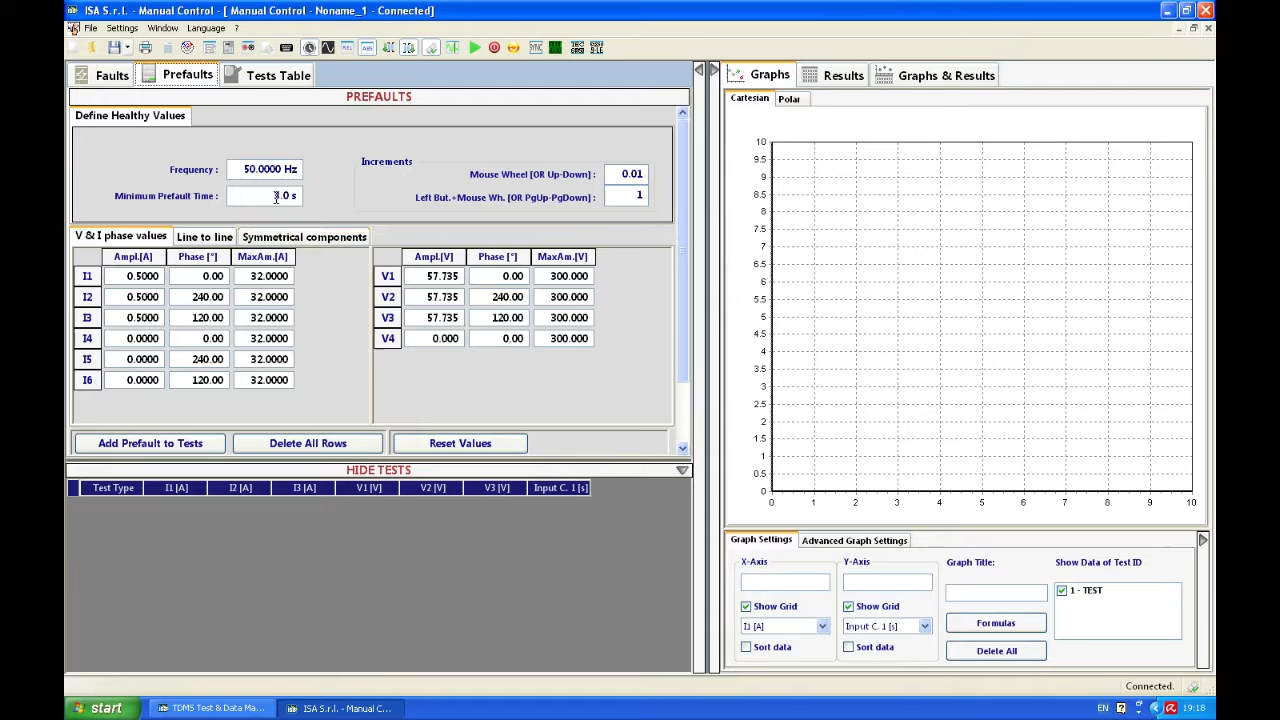 ISA S.r.l. - Manual Control - [ Manual Control - Noname_1 - Connected]
File Settings Window Language ?
Faults Prefaults Tests Table
PREFAULTS
Define Healthy Values
Frequency : 50.0000 Hz
Minimum Prefault Time : .0 s
Increments
Mouse Wheel [OR Up-Down] : 0.01
Left But.+Mouse Wh. [OR PgUp-PgDown] : 1
V & I phase values Line to line Symmetrical components
Ampl.[A] Phase [°] MaxAm.[A] Ampl.[V] Phase [°] MaxAm.[V]
I1 0.5000 0.00 32.0000 V1 57.735 0.00 300.000
I2 0.5000 240.00 32.0000 V2 57.735 240.00 300.000
I3 0.5000 120.00 32.0000 V3 57.735 120.00 300.000
I4 0.0000 0.00 32.0000 V4 0.000 0.00 300.000
I5 0.0000 240.00 32.0000
I6 0.0000 120.00 32.0000
Add Prefault to Tests Delete All Rows Reset Values
HIDE TESTS
Test Type I1 [A] I2 [A] I3 [A] V1 [V] V2 [V] V3 [V] Input C. 1 [s]
Graphs Results Graphs & Results
Cartesian Polar
10
9.5
9
8.5
8
7.5
7
6.5
6
5.5
5
4.5
4
3.5
3
2.5
2
1.5
1
0.5
0
0 1 2 3 4 5 6 7 8 9 10
Graph Settings Advanced Graph Settings
X-Axis Y-Axis Graph Title: Show Data of Test ID
1 - TEST
Show Grid Show Grid
I1 [A] Input C. 1 [s] Formulas
Sort data Sort data Delete All
Connected.
start TDMS Test & Data Ma... ISA S.r.l. - Manual C... EN 19:18